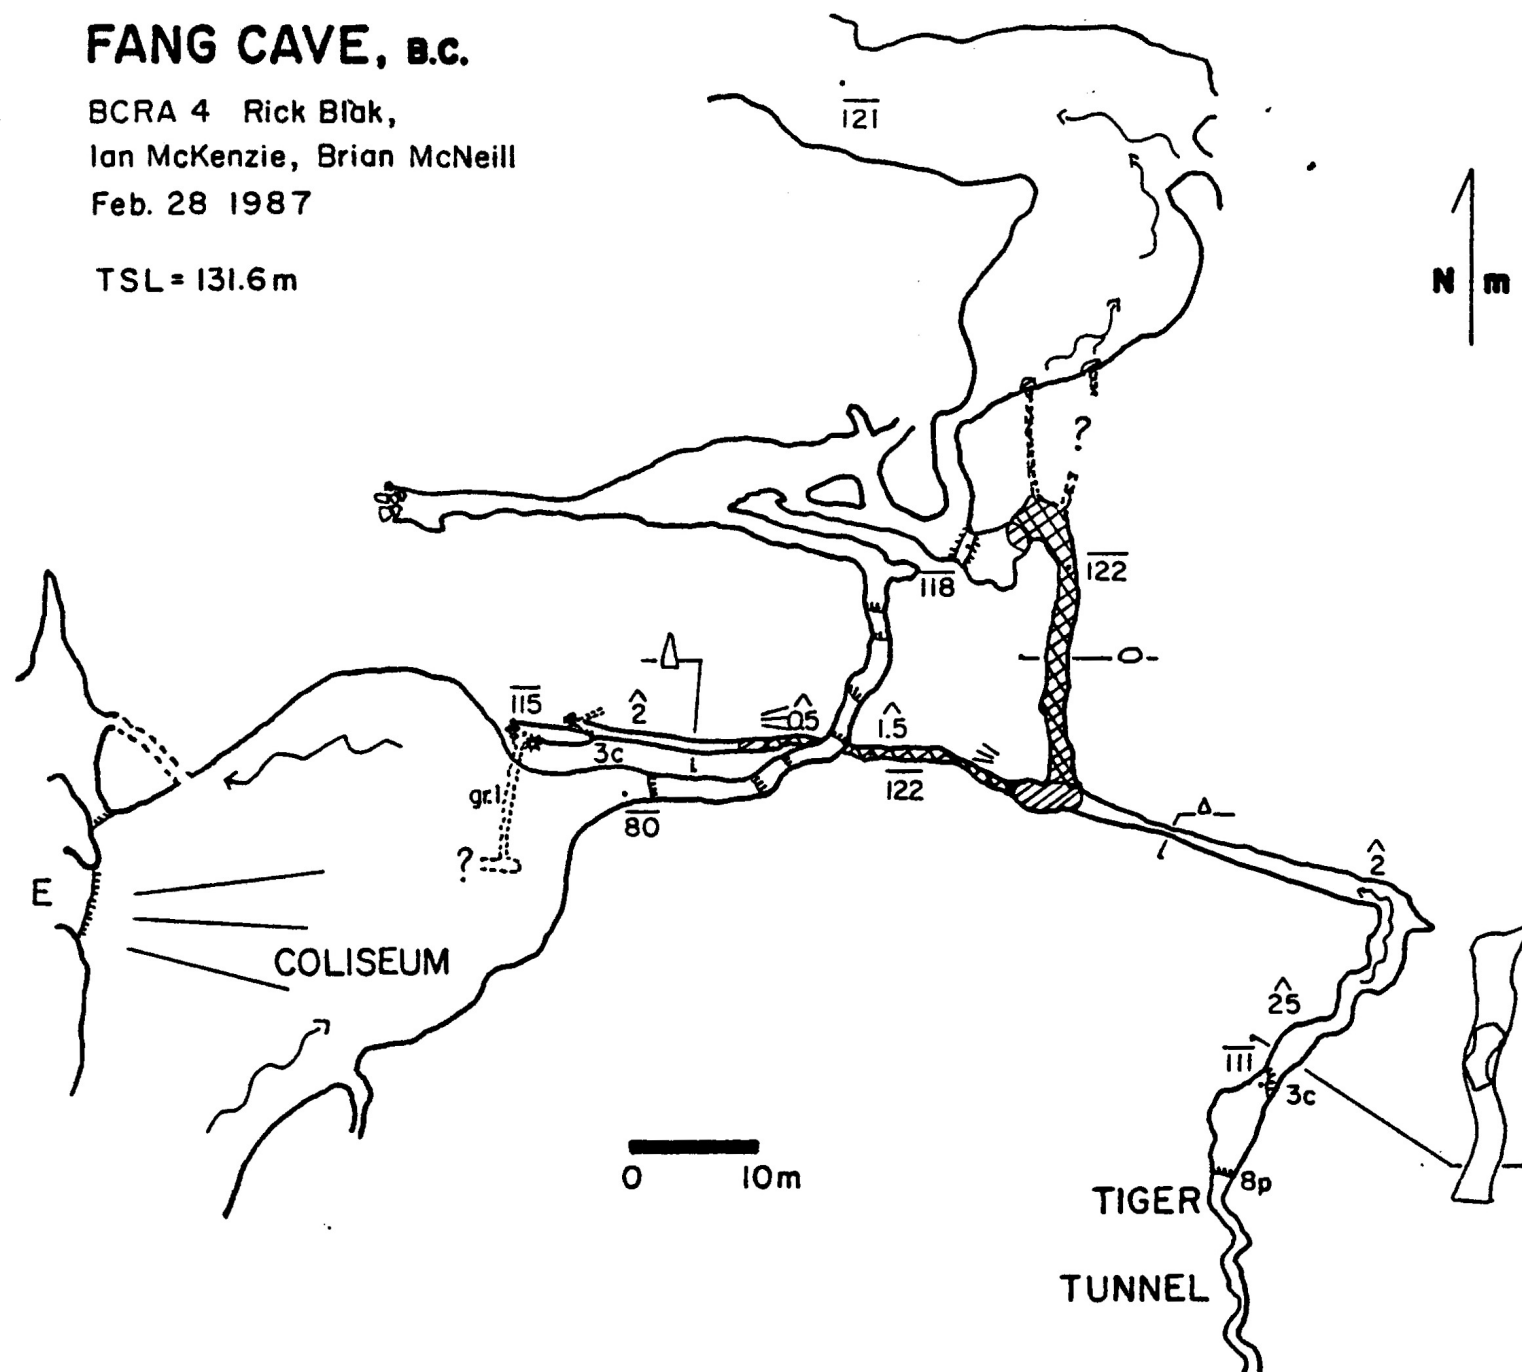 FANG CAVE, B.C.
BCRA 4 Rick Blak,
Ian McKenzie, Brian McNeill
Feb. 28 1987
TSL = 131.6 m
121
N m
?
122
118
115
2
0.5
1.5
3c
122
gr.l.
80
?
2
E
COLISEUM
25
111
3c
0 10m
8p
TIGER
TUNNEL